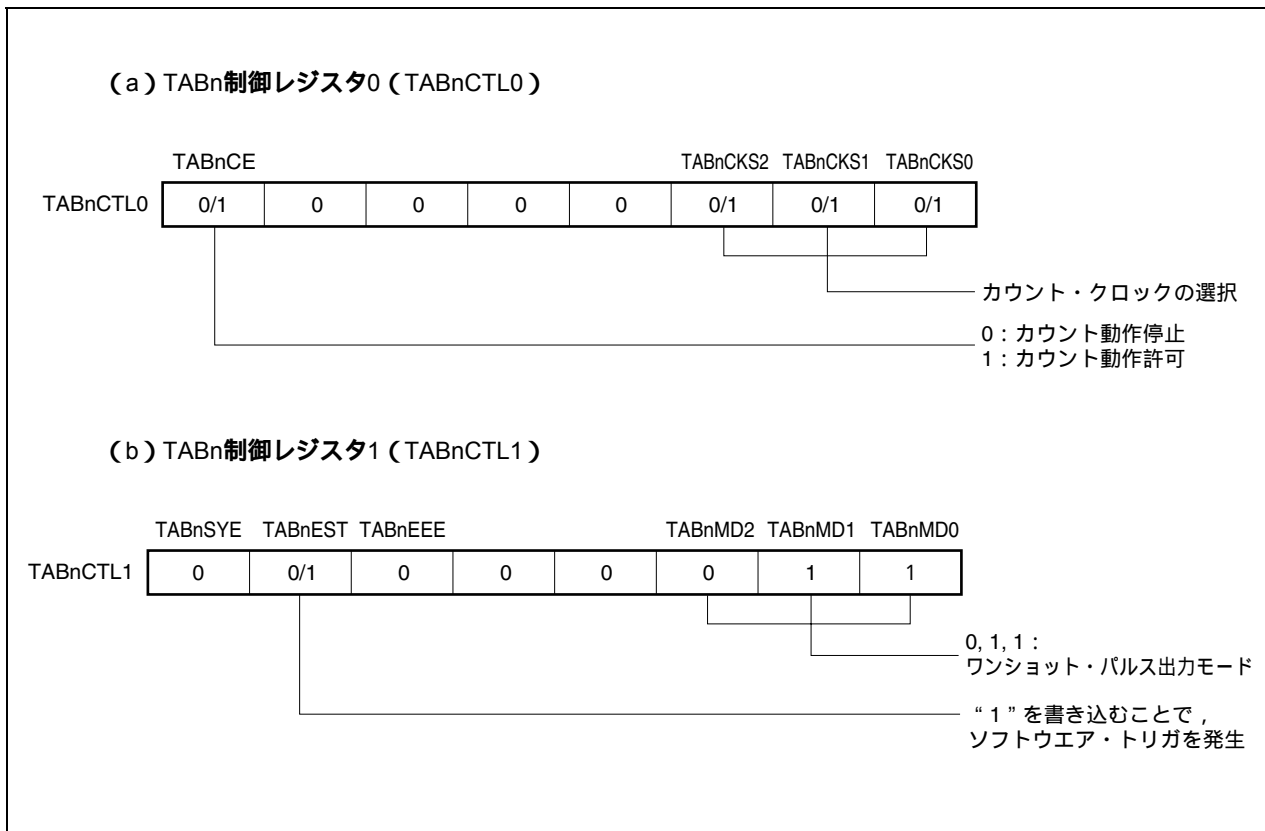 （a）TABn制御レジスタ0（TABnCTL0）
TABnCE TABnCKS2 TABnCKS1 TABnCKS0
TABnCTL0 0/1 0 0 0 0 0/1 0/1 0/1
カウント・クロックの選択
0：カウント動作停止
1：カウント動作許可
（b）TABn制御レジスタ1（TABnCTL1）
TABnSYE TABnEST TABnEEE TABnMD2 TABnMD1 TABnMD0
TABnCTL1 0 0/1 0 0 0 0 1 1
0, 1, 1：
ワンショット・パルス出力モード
“1”を書き込むことで，
ソフトウエア・トリガを発生